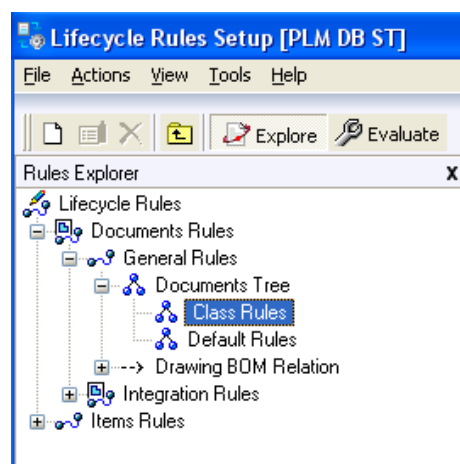 Lifecycle Rules Setup [PLM DB ST]
File Actions View Tools Help
Explore Evaluate
Rules Explorer x
Lifecycle Rules
Documents Rules
General Rules
Documents Tree
Class Rules
Default Rules
Drawing BOM Relation
Integration Rules
Items Rules